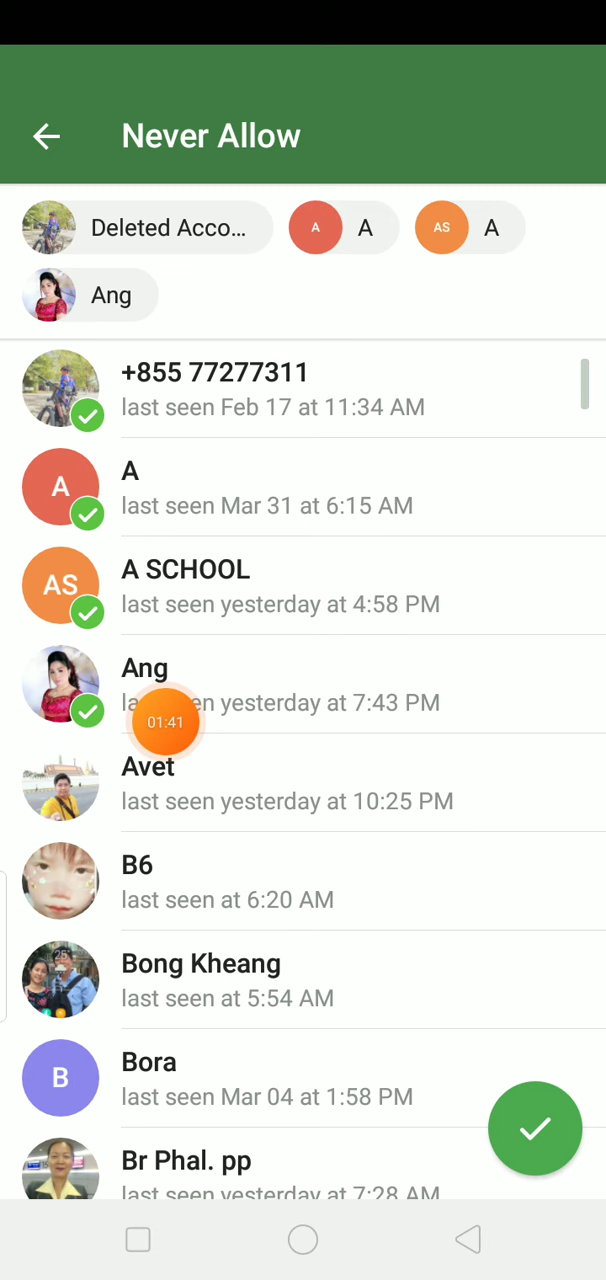 Never Allow
Deleted Acco...
A A
AS A
Ang
+855 77277311
last seen Feb 17 at 11:34 AM
A
A
last seen Mar 31 at 6:15 AM
AS
A SCHOOL
last seen yesterday at 4:58 PM
Ang
en yesterday at 7:43 PM
01:41
Avet
last seen yesterday at 10:25 PM
B6
last seen at 6:20 AM
Bong Kheang
last seen at 5:54 AM
B
Bora
last seen Mar 04 at 1:58 PM
Br Phal. pp
last seen yesterday at 7:28 AM